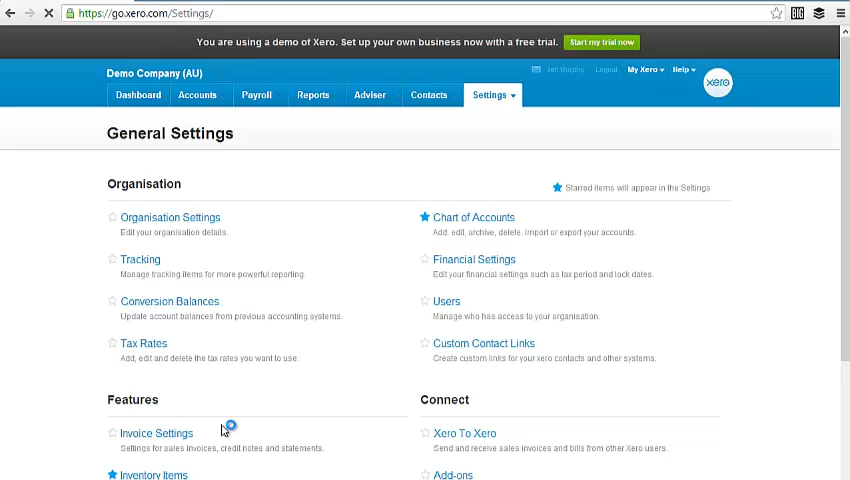 https://go.xero.com/Settings/
BIG
You are using a demo of Xero. Set up your own business now with a free trial. Start my trial now
Demo Company (AU)
Jen Murphy Logout My Xero Help
xero
Dashboard Accounts Payroll Reports Adviser Contacts Settings
General Settings
Organisation
Starred items will appear in the Settings
Organisation Settings
Edit your organisation details.
Chart of Accounts
Add, edit, archive, delete, import or export your accounts.
Tracking
Manage tracking items for more powerful reporting.
Financial Settings
Edit your financial settings such as tax period and lock dates.
Conversion Balances
Update account balances from previous accounting systems.
Users
Manage who has access to your organisation.
Tax Rates
Add, edit and delete the tax rates you want to use.
Custom Contact Links
Create custom links for your xero contacts and other systems.
Features
Connect
Invoice Settings
Settings for sales invoices, credit notes and statements.
Xero To Xero
Send and receive sales invoices and bills from other Xero users.
Inventory Items
Add-ons